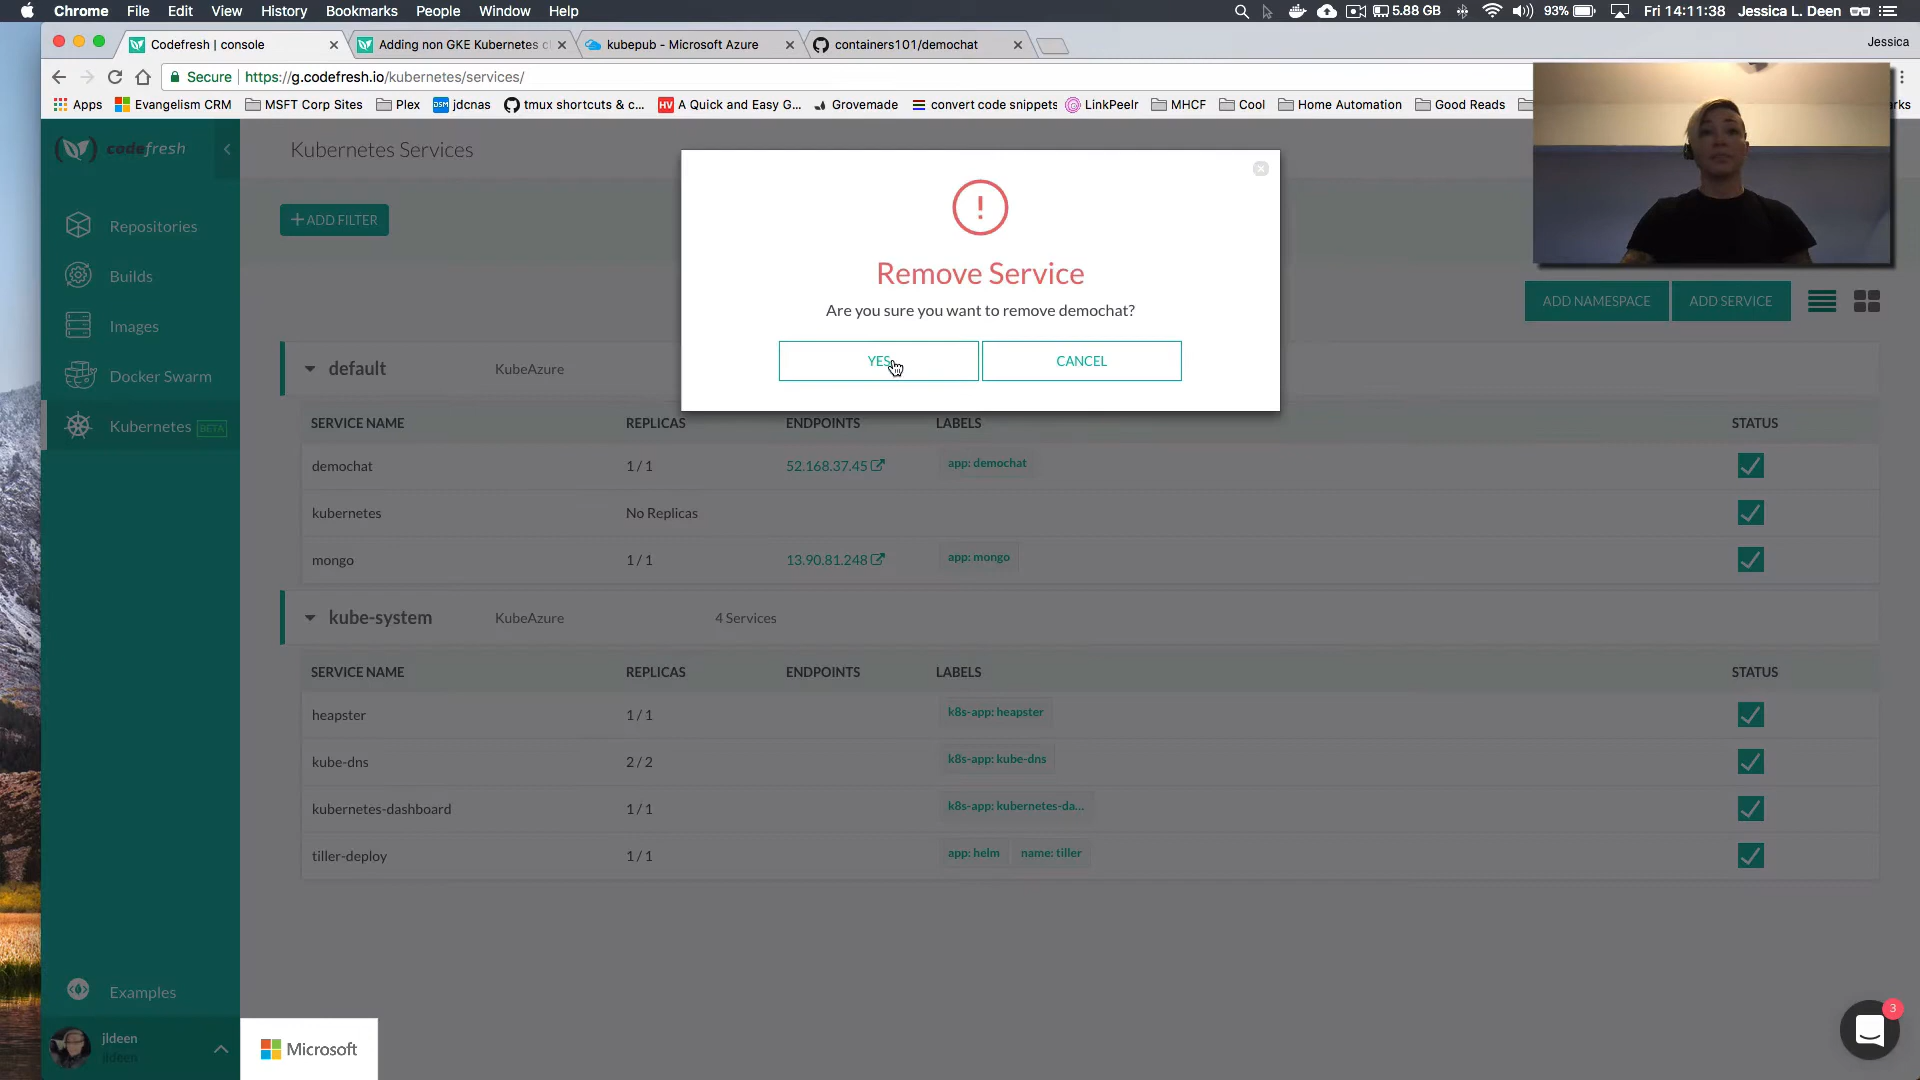 Chrome File Edit View History Bookmarks People Window Help 5.88 GB 93% Fri 14:11:38 Jessica L. Deen
Codefresh | console
Adding non GKE Kubernetes c
kubepub - Microsoft Azure
containers101/demochat
Jessica
Secure https://g.codefresh.io/kubernetes/services/
Apps Evangelism CRM MSFT Corp Sites Plex jdcnas tmux shortcuts & c... A Quick and Easy G... Grovemade convert code snippets LinkPeelr MHCF Cool Home Automation Good Reads rks
codefresh
Kubernetes Services
!
ADD FILTER
Remove Service
Are you sure you want to remove demochat?
YES CANCEL
Repositories
Builds
Images
Docker Swarm
Kubernetes BETA
ADD NAMESPACE ADD SERVICE
default KubeAzure
SERVICE NAME REPLICAS ENDPOINTS LABELS STATUS
demochat 1 / 1 52.168.37.45 app: demochat
kubernetes No Replicas
mongo 1 / 1 13.90.81.248 app: mongo
kube-system KubeAzure 4 Services
SERVICE NAME REPLICAS ENDPOINTS LABELS STATUS
heapster 1 / 1 k8s-app: heapster
kube-dns 2 / 2 k8s-app: kube-dns
kubernetes-dashboard 1 / 1 k8s-app: kubernetes-da...
tiller-deploy 1 / 1 app: helm name: tiller
Examples
jldeen
jldeen
Microsoft
3